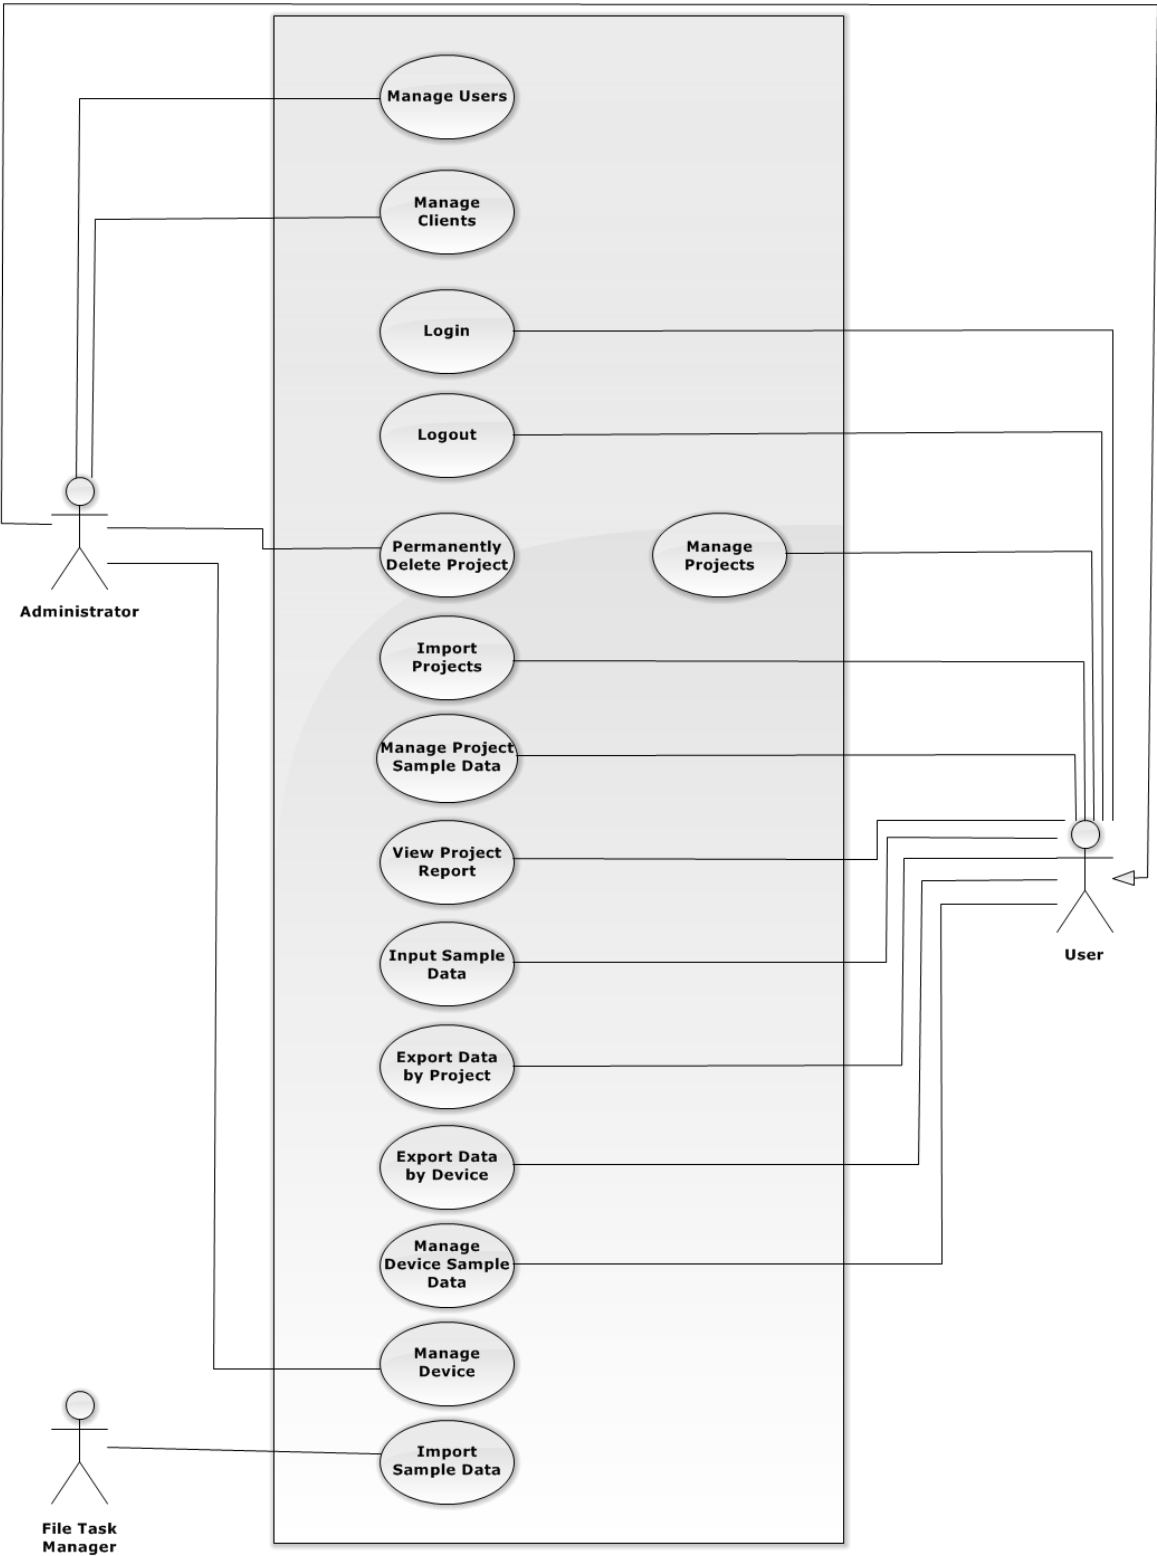 Manage Users
Manage
Clients
Login
Logout
Permanently
Delete Project
Manage
Projects
Administrator
Import
Projects
Manage Project
Sample Data
View Project
Report
User
Input Sample
Data
Export Data
by Project
Export Data
by Device
Manage
Device Sample
Data
Manage
Device
Import
Sample Data
File Task
Manager